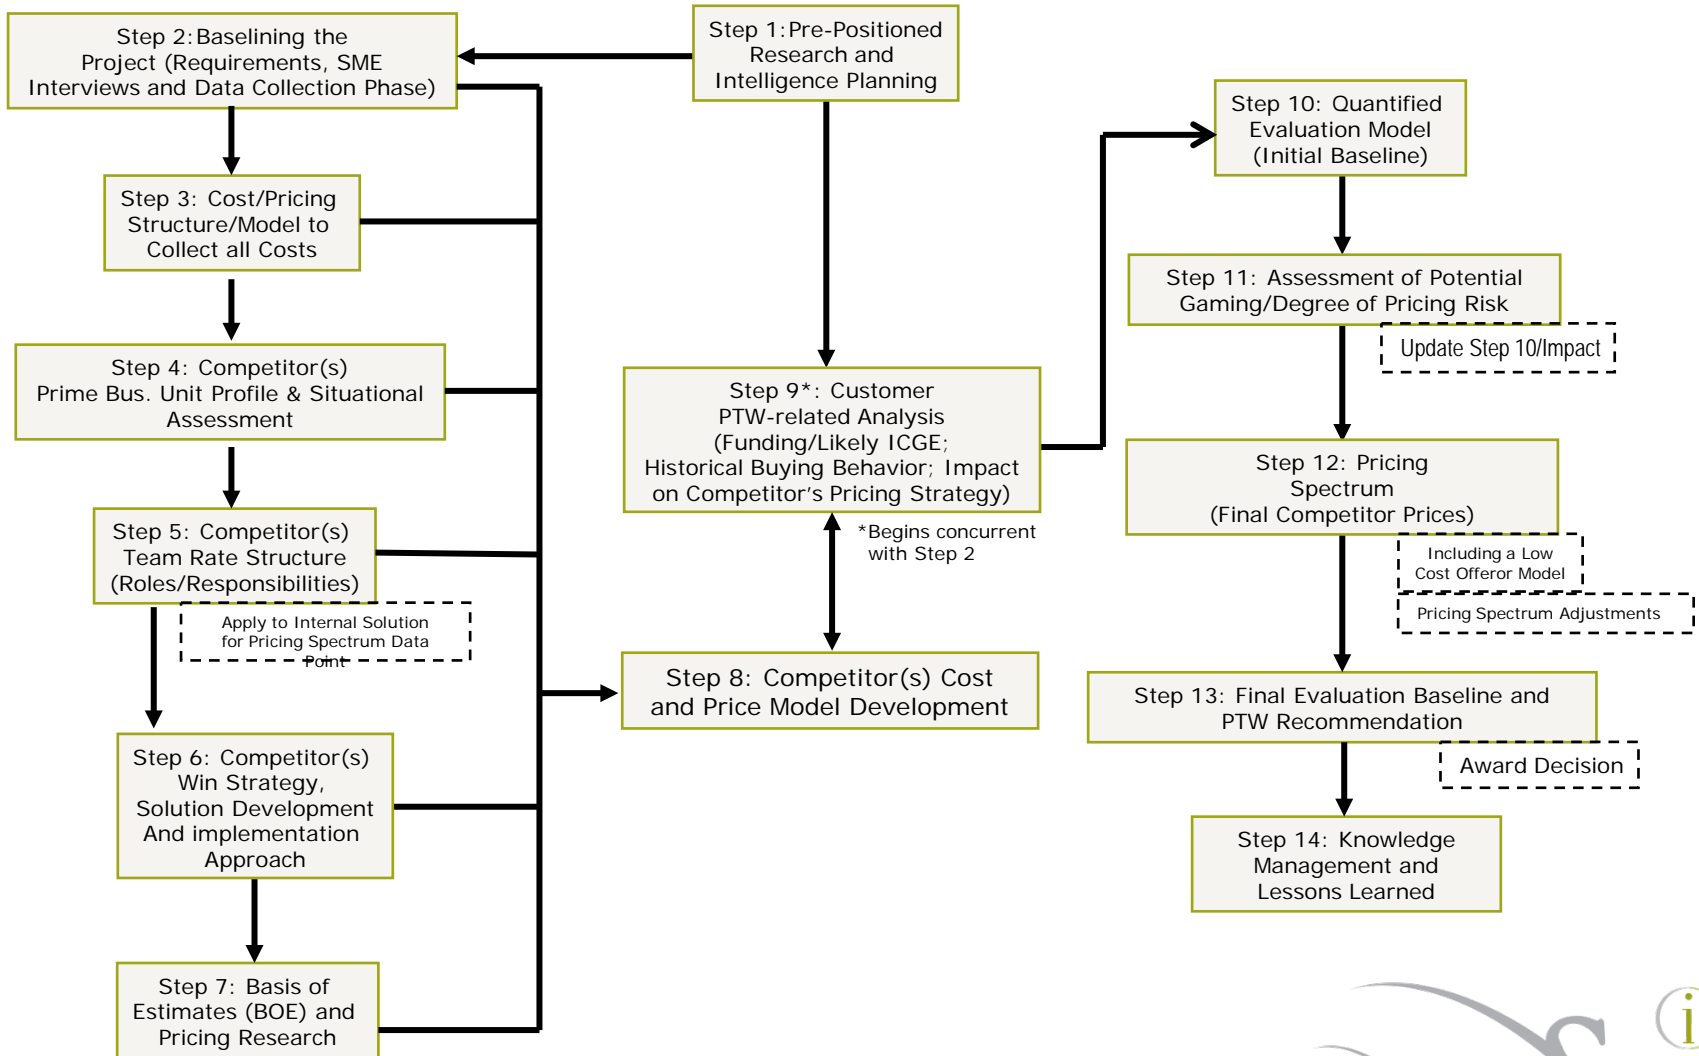 Step 1:Pre-Positioned
Research and
Intelligence Planning
Step 2:Baselining the
Project (Requirements, SME
Interviews and Data Collection Phase)
Step 3: Cost/Pricing
Structure/Model to
Collect all Costs
Step 4: Competitor(s)
Prime Bus. Unit Profile & Situational
Assessment
Step 5: Competitor(s)
Team Rate Structure
(Roles/Responsibilities)
Apply to Internal Solution
for Pricing Spectrum Data
Point
Step 6: Competitor(s)
Win Strategy,
Solution Development
And implementation
Approach
Step 7: Basis of
Estimates (BOE) and
Pricing Research
Step 8: Competitor(s) Cost
and Price Model Development
Step 9*: Customer
PTW-related Analysis
(Funding/Likely ICGE;
Historical Buying Behavior; Impact
on Competitor's Pricing Strategy)
*Begins concurrent
with Step 2
Step 10: Quantified
Evaluation Model
(Initial Baseline)
Step 11: Assessment of Potential
Gaming/Degree of Pricing Risk
Update Step 10/Impact
Step 12: Pricing
Spectrum
(Final Competitor Prices)
Including a Low
Cost Offeror Model
Pricing Spectrum Adjustments
Step 13: Final Evaluation Baseline and
PTW Recommendation
Award Decision
Step 14: Knowledge
Management and
Lessons Learned